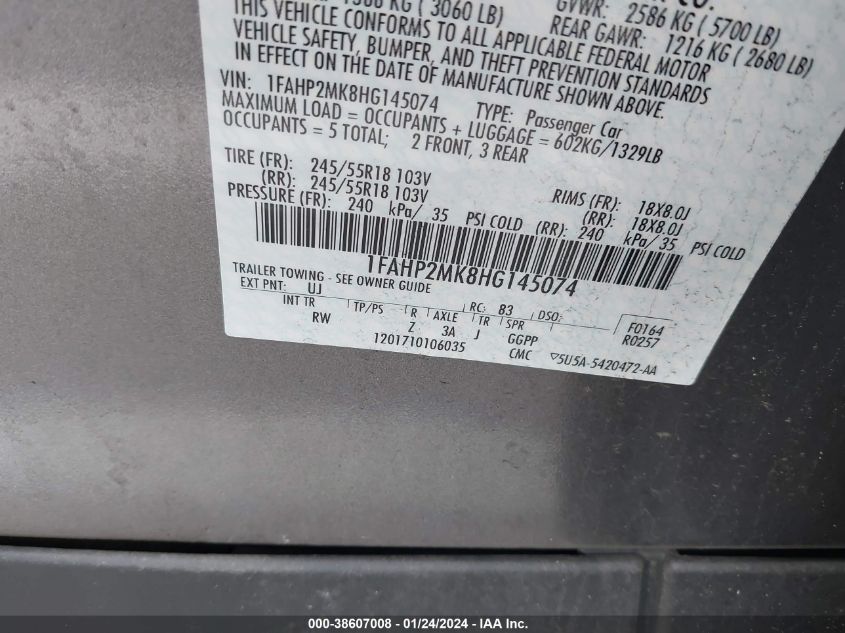 KG ( 3060 LB) GVWR: 2586 KG ( 5700 LB)
THIS VEHICLE CONFORMS TO ALL APPLICABLE FEDERAL MOTOR REAR GAWR: 1216 KG ( 2680 LB)
VEHICLE SAFETY, BUMPER, AND THEFT PREVENTION STANDARDS
IN EFFECT ON THE DATE OF MANUFACTURE SHOWN ABOVE.
VIN: 1FAHP2MK8HG145074 TYPE: Passenger Car
MAXIMUM LOAD = OCCUPANTS + LUGGAGE = 602KG/1329LB
OCCUPANTS = 5 TOTAL; 2 FRONT, 3 REAR
TIRE (FR): 245/55R18 103V RIMS (FR): 18X8.0J
(RR): 245/55R18 103V (RR): 18X8.0J
PRESSURE (FR): 240 kPa/ 35 PSI COLD (RR): 240 kPa/ 35 PSI COLD
1FAHP2MK8HG145074
TRAILER TOWING - SEE OWNER GUIDE
EXT PNT: UJ RC: 83 DSO:
INT TR TP/PS R AXLE TR SPR F0164
RW Z 3A J GGPP R0257
1201710106035 CMC ▽5U5A-5420472-AA
000-38607008 - 01/24/2024 - IAA Inc.